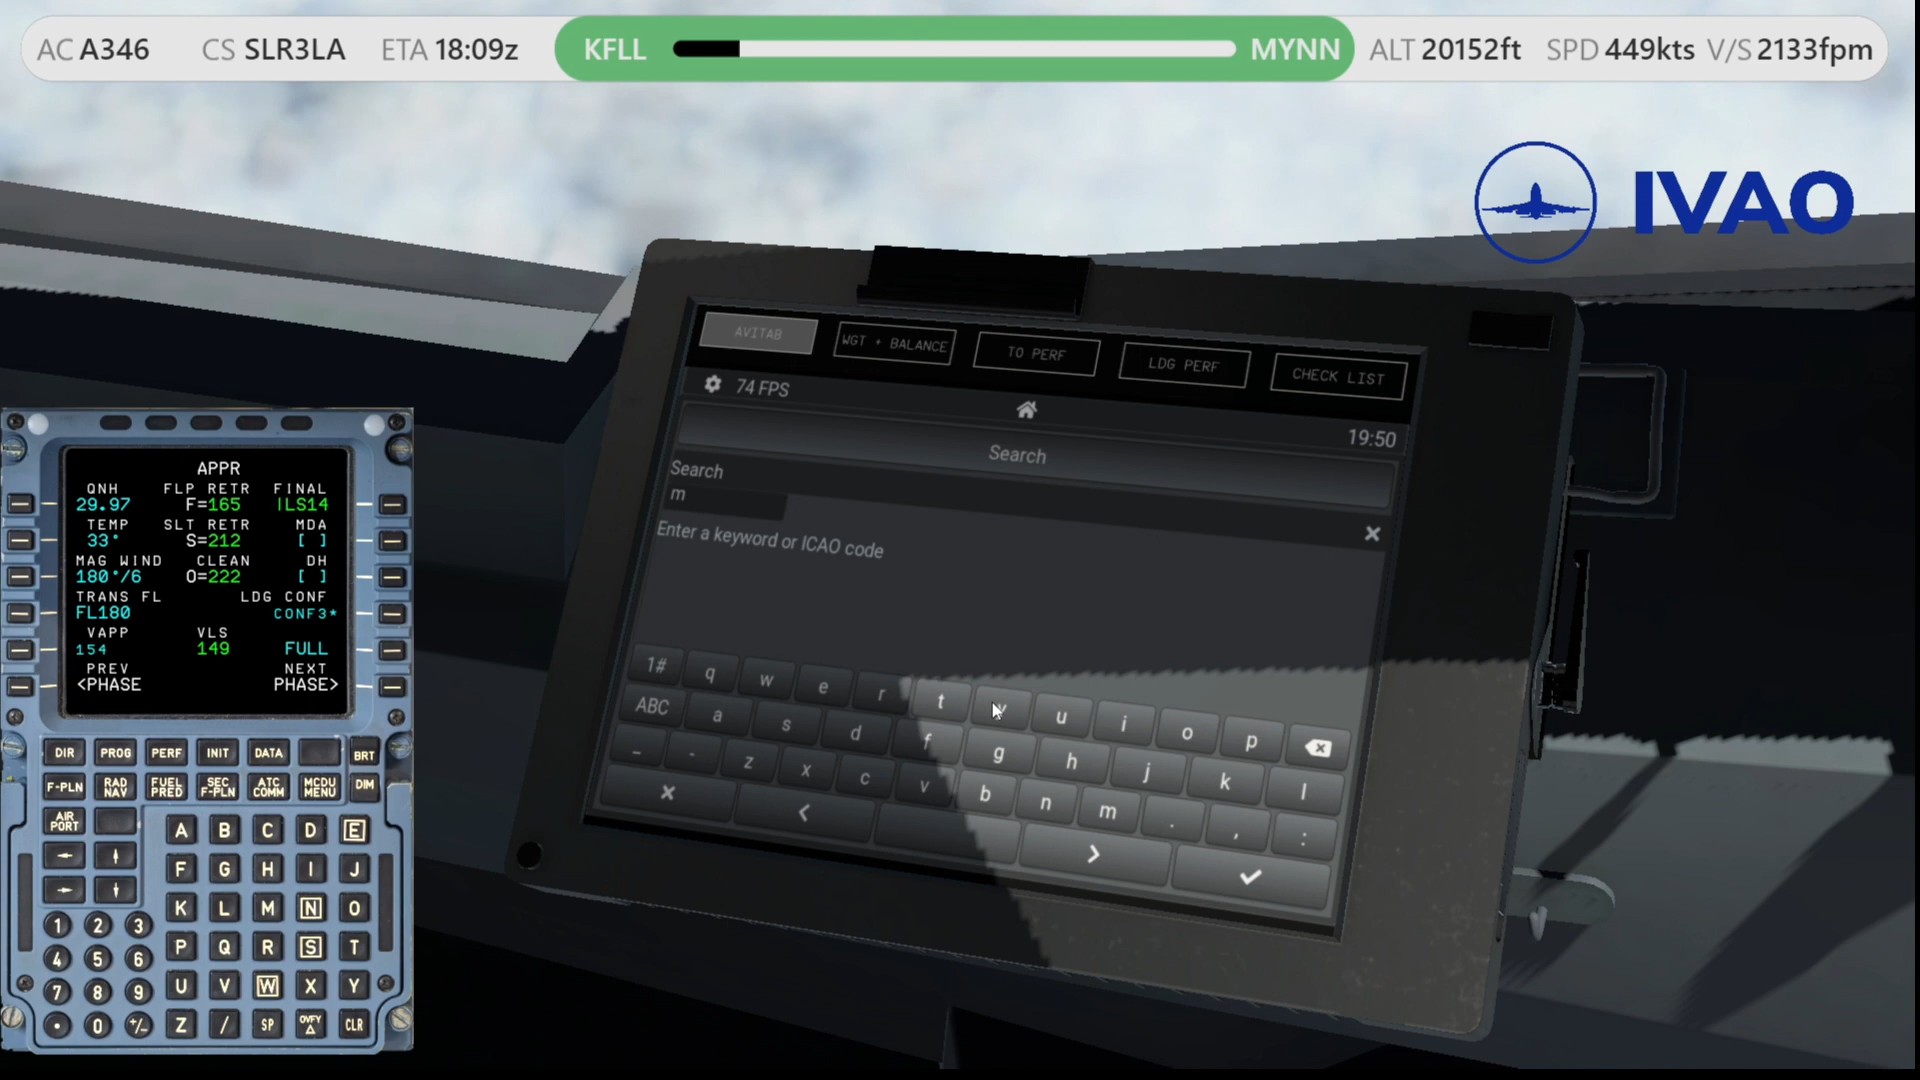 AC A346 CS SLR3LA ETA 18:09z KFLL MYNN ALT 20152ft SPD 449kts V/S 2133fpm
IVAO
AVITAB WGT + BALANCE TO PERF LDG PERF CHECK LIST
74 FPS
19:50
Search
Search
m
Enter a keyword or ICAO code
1# q w e r t y u i o p
ABC a s d f g h j k l
_ - z x c v b n m . , :
APPR
QNH FLP RETR FINAL
29.97 F=165 ILS14
TEMP SLT RETR MDA
33° S=212 [ ]
MAG WIND CLEAN DH
180°/6 O=222 [ ]
TRANS FL LDG CONF
FL180 CONF3*
VAPP VLS
154 149 FULL
PREV NEXT
<PHASE PHASE>
DIR PROG PERF INIT DATA BRT
F-PLN RAD NAV FUEL PRED SEC F-PLN ATC COMM MCDU MENU DIM
AIR PORT
A B C D E
F G H I J
K L M N O
1 2 3 P Q R S T
4 5 6 U V W X Y
7 8 9 Z / SP OVFY Δ CLR
. 0 +/-